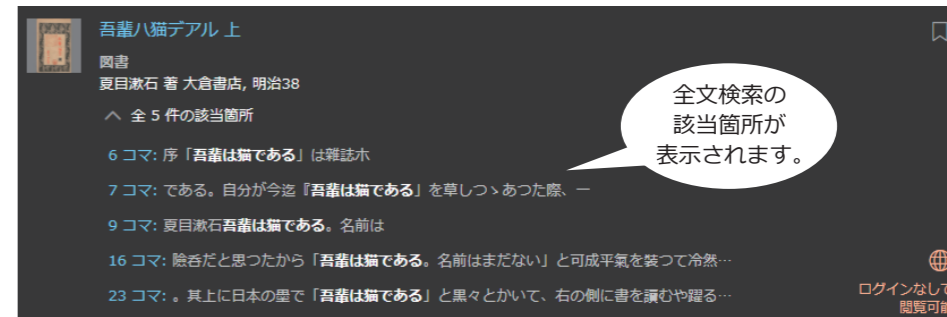 吾輩ハ猫デアル 上
図書
夏目漱石 著 大倉書店, 明治38
全 5 件の該当箇所
6 コマ: 序「吾輩は猫である」は雜誌ホ
7 コマ: である。自分が今迄『吾輩は猫である」を草しつゝあつた際、一
9 コマ: 夏目漱石吾輩は猫である。名前は
16 コマ: 險呑だと思つたから「吾輩は猫である。名前はまだない」と可成平氣を裝つて冷然…
23 コマ: 。其上に日本の墨で「吾輩は猫である」と黒々とかいて、右の側に書を讀むや躍る…
全文検索の
該当箇所が
表示されます。
ログインなしで
閲覧可能